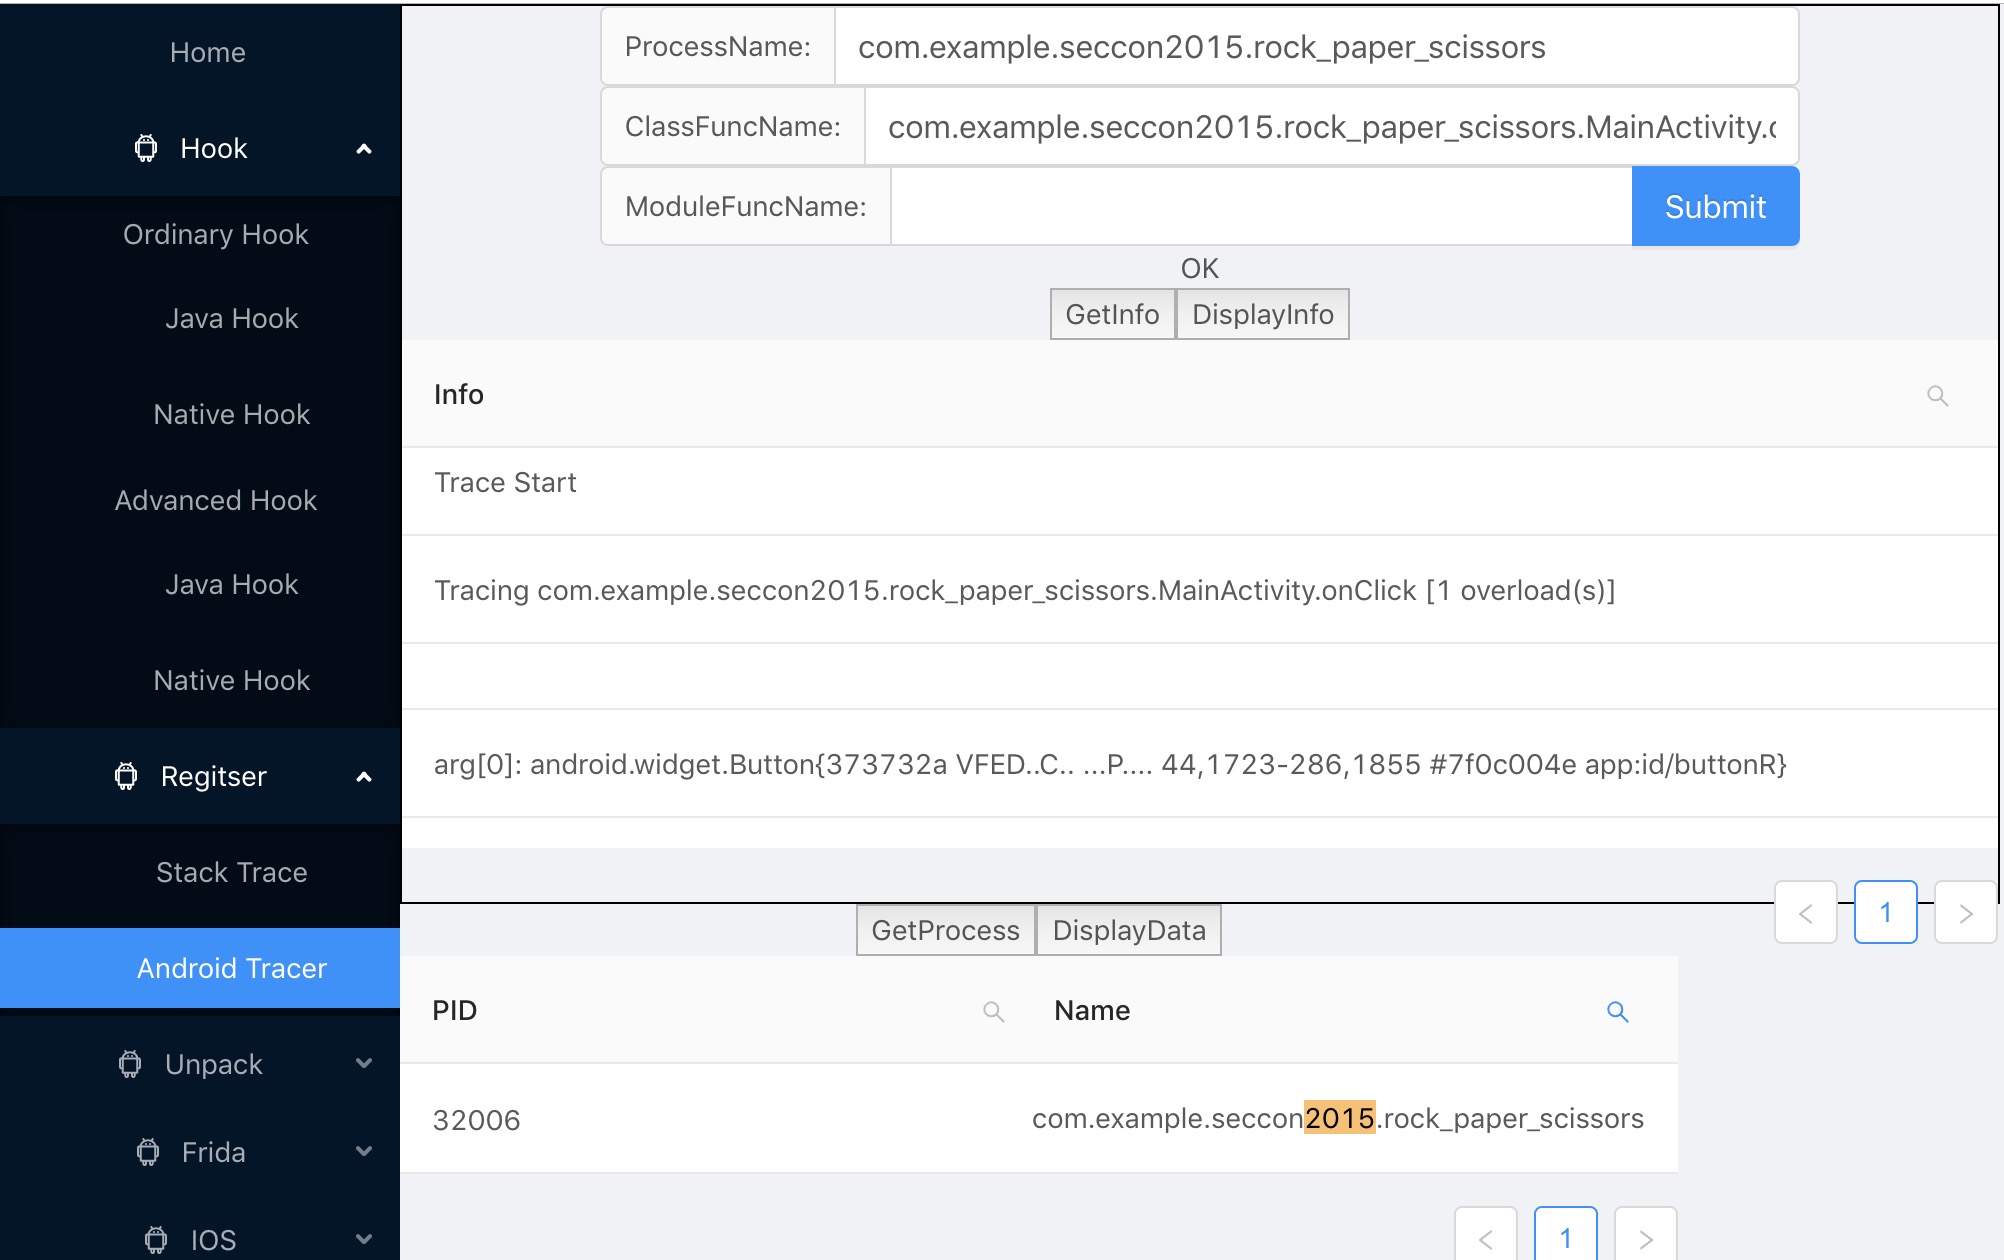 Home
Hook
Ordinary Hook
Java Hook
Native Hook
Advanced Hook
Java Hook
Native Hook
Regitser
Stack Trace
Android Tracer
Unpack
Frida
IOS
ProcessName: com.example.seccon2015.rock_paper_scissors
ClassFuncName: com.example.seccon2015.rock_paper_scissors.MainActivity.
ModuleFuncName: Submit
OK
GetInfo DisplayInfo
Info
Trace Start
Tracing com.example.seccon2015.rock_paper_scissors.MainActivity.onClick [1 overload(s)]
arg[0]: android.widget.Button{373732a VFED..C.. ...P.... 44,1723-286,1855 #7f0c004e app:id/buttonR}
< 1 >
GetProcess DisplayData
PID Name
32006 com.example.seccon2015.rock_paper_scissors
< 1 >